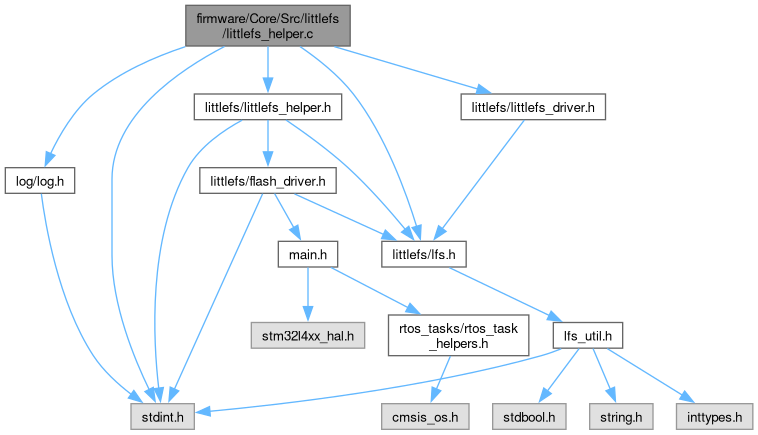 firmware/Core/Src/littlefs
/littlefs_helper.c
littlefs/littlefs_helper.h
littlefs/littlefs_driver.h
log/log.h
littlefs/flash_driver.h
main.h
littlefs/lfs.h
stm32l4xx_hal.h
rtos_tasks/rtos_task
_helpers.h
lfs_util.h
stdint.h
cmsis_os.h
stdbool.h
string.h
inttypes.h